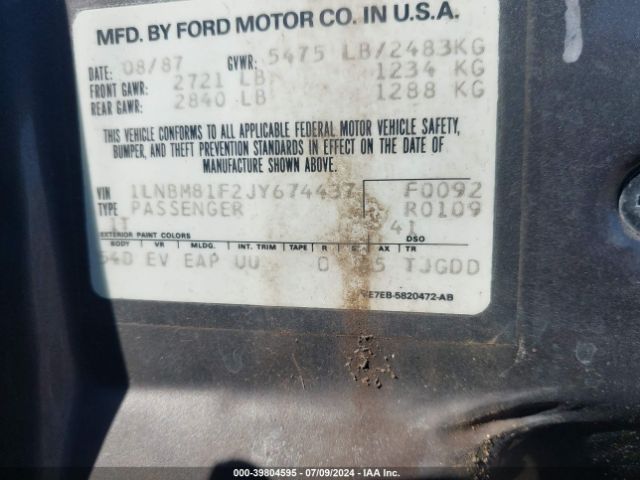 MFD. BY FORD MOTOR CO. IN U.S.A.
DATE: 08/87 GVWR: 5475 LB/2483KG
FRONT GAWR: 2721 LB 1234 KG
REAR GAWR: 2840 LB 1288 KG
THIS VEHICLE CONFORMS TO ALL APPLICABLE FEDERAL MOTOR VEHICLE SAFETY,
BUMPER, AND THEFT PREVENTION STANDARDS IN EFFECT ON THE DATE OF
MANUFACTURE SHOWN ABOVE.
VIN 1LNBM81F2JY674437 F0092
TYPE PASSENGER R0109
1T 41
EXTERIOR PAINT COLORS DSO
BODY VR MLDG. INT. TRIM TAPE R S AX TR
54D EV EAP UU
E7EB-5820472-AB
000-39804595 - 07/09/2024 - IAA Inc.